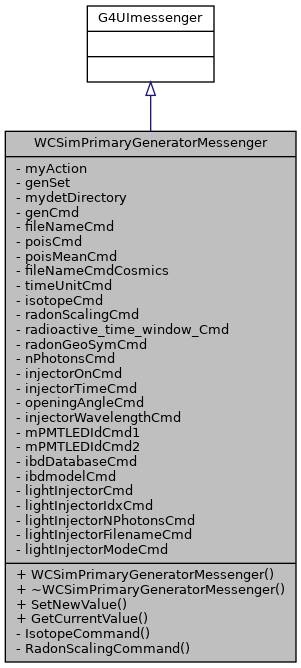 G4UImessenger
WCSimPrimaryGeneratorMessenger
- myAction
- genSet
- mydetDirectory
- genCmd
- fileNameCmd
- poisCmd
- poisMeanCmd
- fileNameCmdCosmics
- timeUnitCmd
- isotopeCmd
- radonScalingCmd
- radioactive_time_window_Cmd
- radonGeoSymCmd
- nPhotonsCmd
- injectorOnCmd
- injectorTimeCmd
- openingAngleCmd
- injectorWavelengthCmd
- mPMTLEDIdCmd1
- mPMTLEDIdCmd2
- ibdDatabaseCmd
- ibdmodelCmd
- lightInjectorCmd
- lightInjectorIdxCmd
- lightInjectorNPhotonsCmd
- lightInjectorFilenameCmd
- lightInjectorModeCmd
+ WCSimPrimaryGeneratorMessenger()
+ ~WCSimPrimaryGeneratorMessenger()
+ SetNewValue()
+ GetCurrentValue()
- IsotopeCommand()
- RadonScalingCommand()